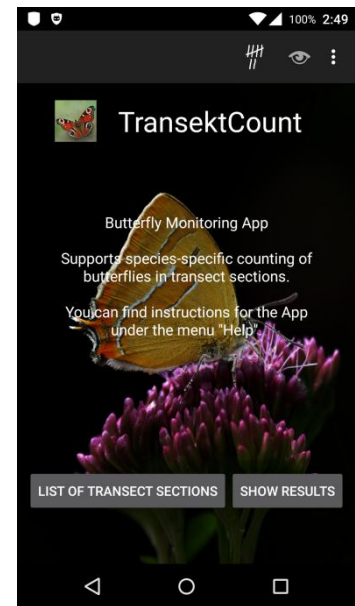 100% 2:49
TransektCount
Butterfly Monitoring App
Supports species-specific counting of
butterflies in transect sections.
You can find instructions for the App
under the menu "Help".
LIST OF TRANSECT SECTIONS SHOW RESULTS